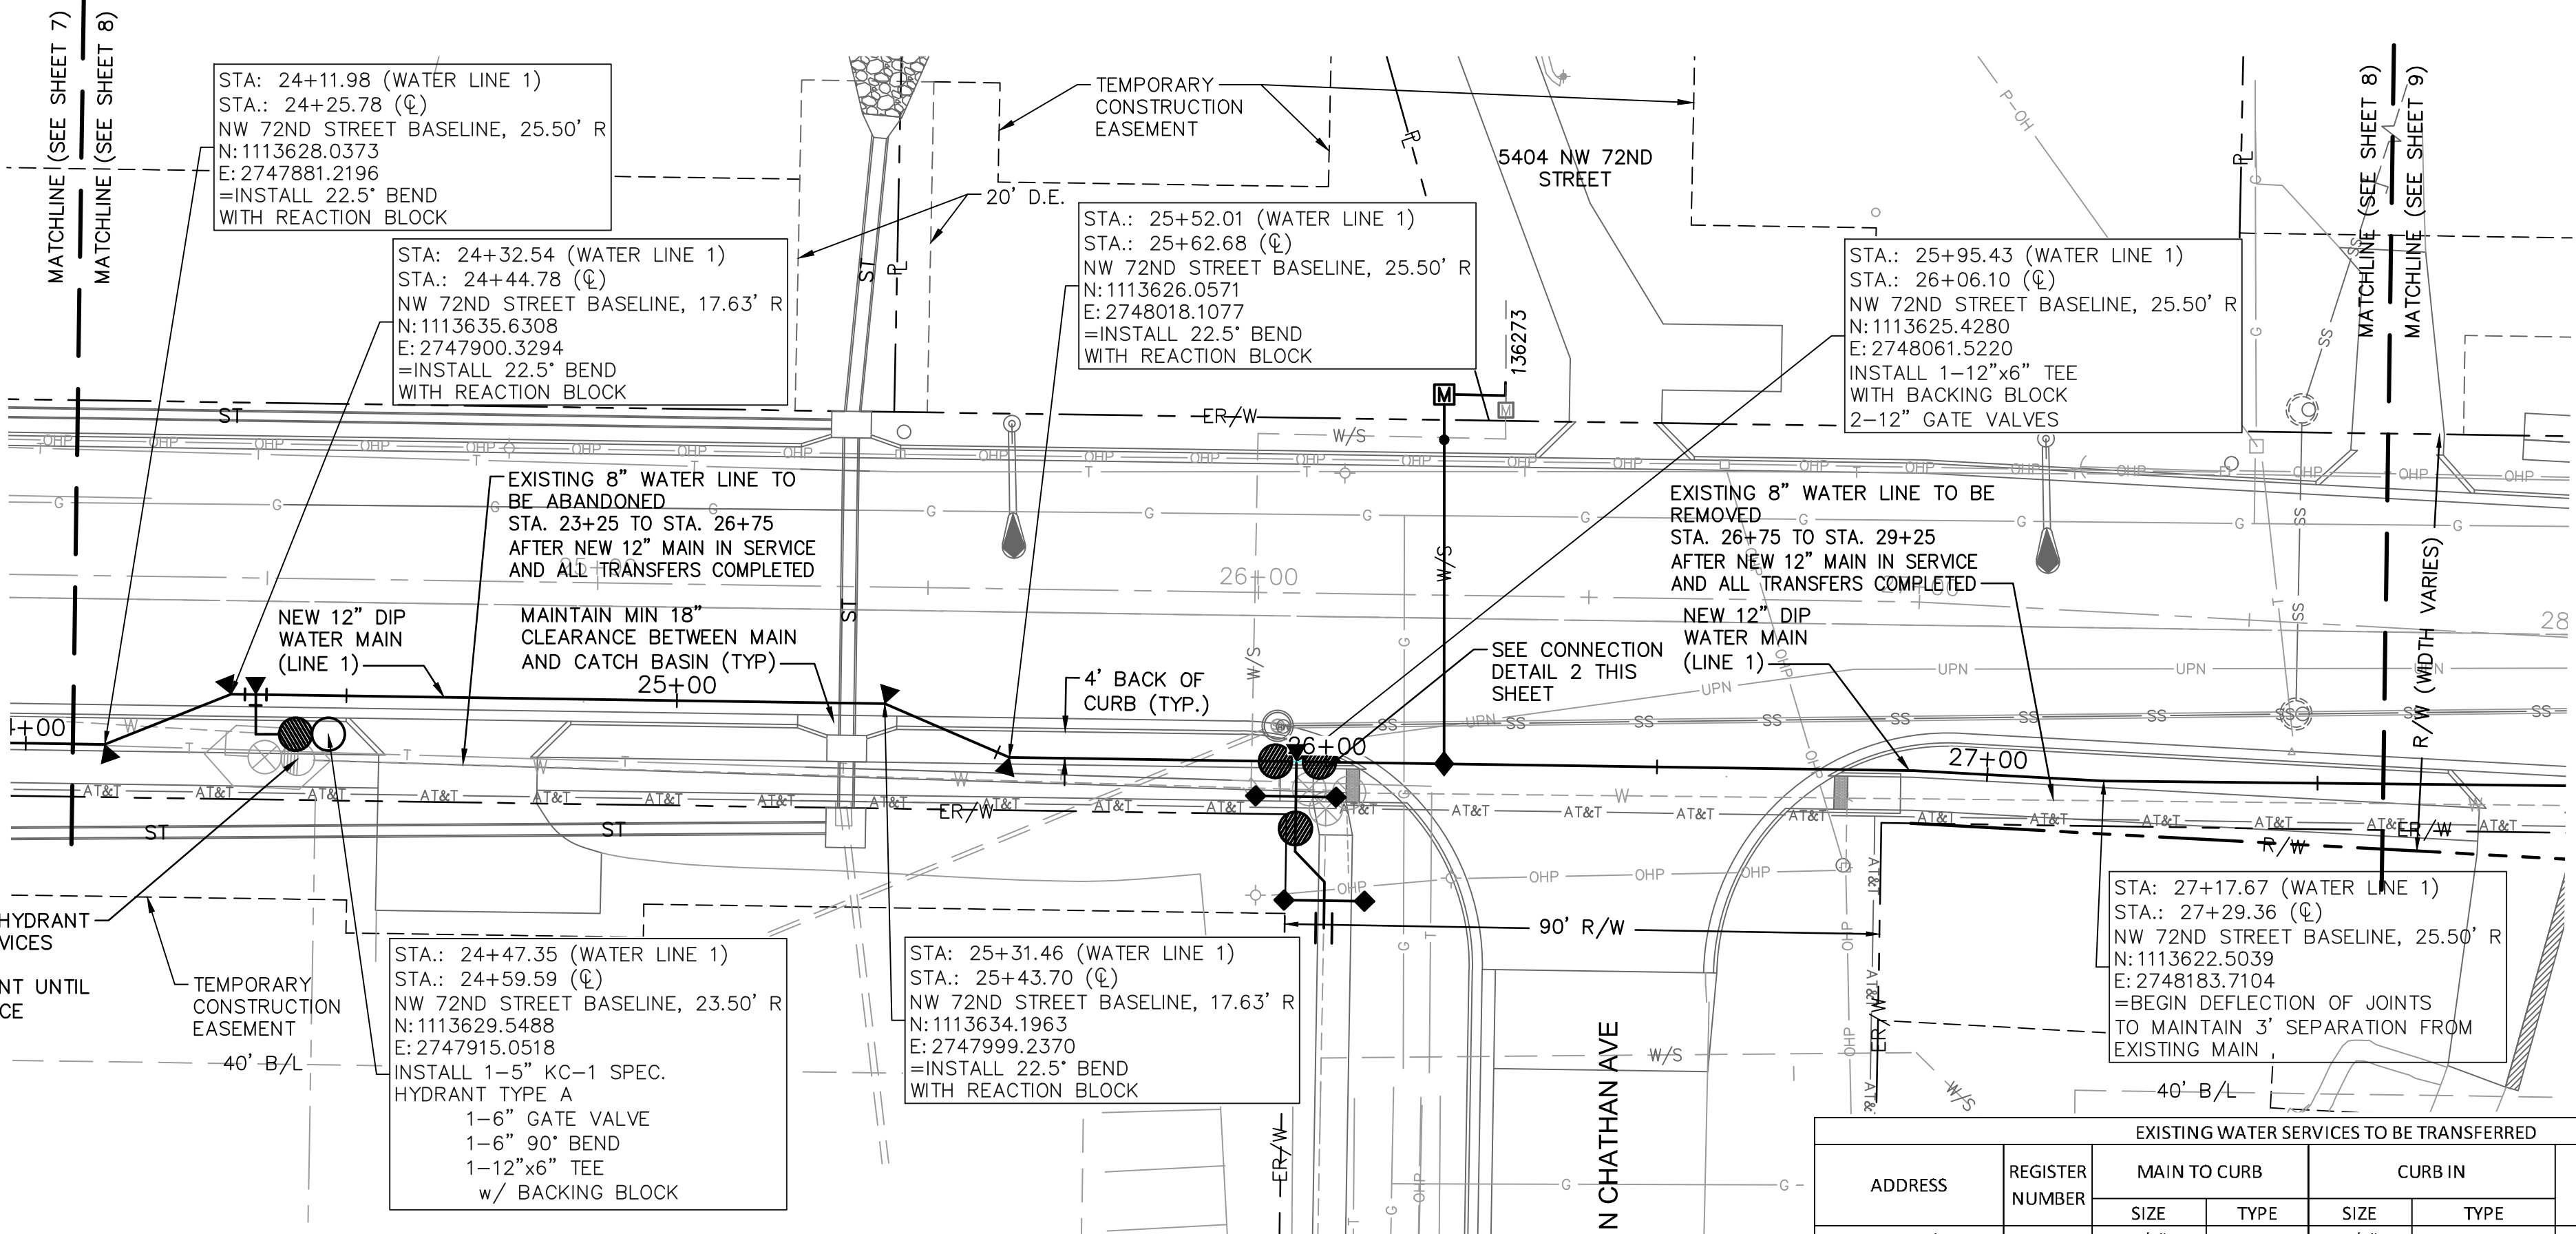 MATCHLINE (SEE SHEET 7)
MATCHLINE (SEE SHEET 8)
STA: 24+11.98 (WATER LINE 1)
STA.: 24+25.78 (℄)
NW 72ND STREET BASELINE, 25.50' R
N:1113628.0373
E:2747881.2196
=INSTALL 22.5° BEND
WITH REACTION BLOCK
STA: 24+32.54 (WATER LINE 1)
STA.: 24+44.78 (℄)
NW 72ND STREET BASELINE, 17.63' R
N:1113635.6308
E:2747900.3294
=INSTALL 22.5° BEND
WITH REACTION BLOCK
TEMPORARY
CONSTRUCTION
EASEMENT
20' D.E.
STA.: 25+52.01 (WATER LINE 1)
STA.: 25+62.68 (℄)
NW 72ND STREET BASELINE, 25.50' R
N:1113626.0571
E:2748018.1077
=INSTALL 22.5° BEND
WITH REACTION BLOCK
5404 NW 72ND
STREET
136273
P-OH
STA.: 25+95.43 (WATER LINE 1)
STA.: 26+06.10 (℄)
NW 72ND STREET BASELINE, 25.50' R
N:1113625.4280
E:2748061.5220
INSTALL 1-12"x6" TEE
WITH BACKING BLOCK
2-12" GATE VALVES
MATCHLINE (SEE SHEET 8)
MATCHLINE (SEE SHEET 9)
ST
ER/W
W/S
M
EXISTING 8" WATER LINE TO
BE ABANDONED
STA. 23+25 TO STA. 26+75
AFTER NEW 12" MAIN IN SERVICE
AND ALL TRANSFERS COMPLETED
25+00
26+00
27+00
28
EXISTING 8" WATER LINE TO BE
REMOVED
STA. 26+75 TO STA. 29+25
AFTER NEW 12" MAIN IN SERVICE
AND ALL TRANSFERS COMPLETED
NEW 12" DIP
WATER MAIN
(LINE 1)
MAINTAIN MIN 18"
CLEARANCE BETWEEN MAIN
AND CATCH BASIN (TYP)
25+00
4' BACK OF
CURB (TYP.)
SEE CONNECTION
DETAIL 2 THIS
SHEET
NEW 12" DIP
WATER MAIN
(LINE 1)
R/W (WIDTH VARIES)
+00
26+00
27+00
UPN
SS
OHP
AT&T
ER/W
R/W
90' R/W
HYDRANT
VICES
NT UNTIL
CE
TEMPORARY
CONSTRUCTION
EASEMENT
40' B/L
STA.: 24+47.35 (WATER LINE 1)
STA.: 24+59.59 (℄)
NW 72ND STREET BASELINE, 23.50' R
N:1113629.5488
E:2747915.0518
INSTALL 1-5" KC-1 SPEC.
HYDRANT TYPE A
1-6" GATE VALVE
1-6" 90° BEND
1-12"x6" TEE
w/ BACKING BLOCK
STA: 25+31.46 (WATER LINE 1)
STA.: 25+43.70 (℄)
NW 72ND STREET BASELINE, 17.63' R
N:1113634.1963
E:2747999.2370
=INSTALL 22.5° BEND
WITH REACTION BLOCK
ER/W
N CHATHAN AVE
W/S
STA: 27+17.67 (WATER LINE 1)
STA.: 27+29.36 (℄)
NW 72ND STREET BASELINE, 25.50' R
N:1113622.5039
E:2748183.7104
=BEGIN DEFLECTION OF JOINTS
TO MAINTAIN 3' SEPARATION FROM
EXISTING MAIN
40' B/L
EXISTING WATER SERVICES TO BE TRANSFERRED
ADDRESS
REGISTER
NUMBER
MAIN TO CURB
CURB IN
SIZE
TYPE
SIZE
TYPE